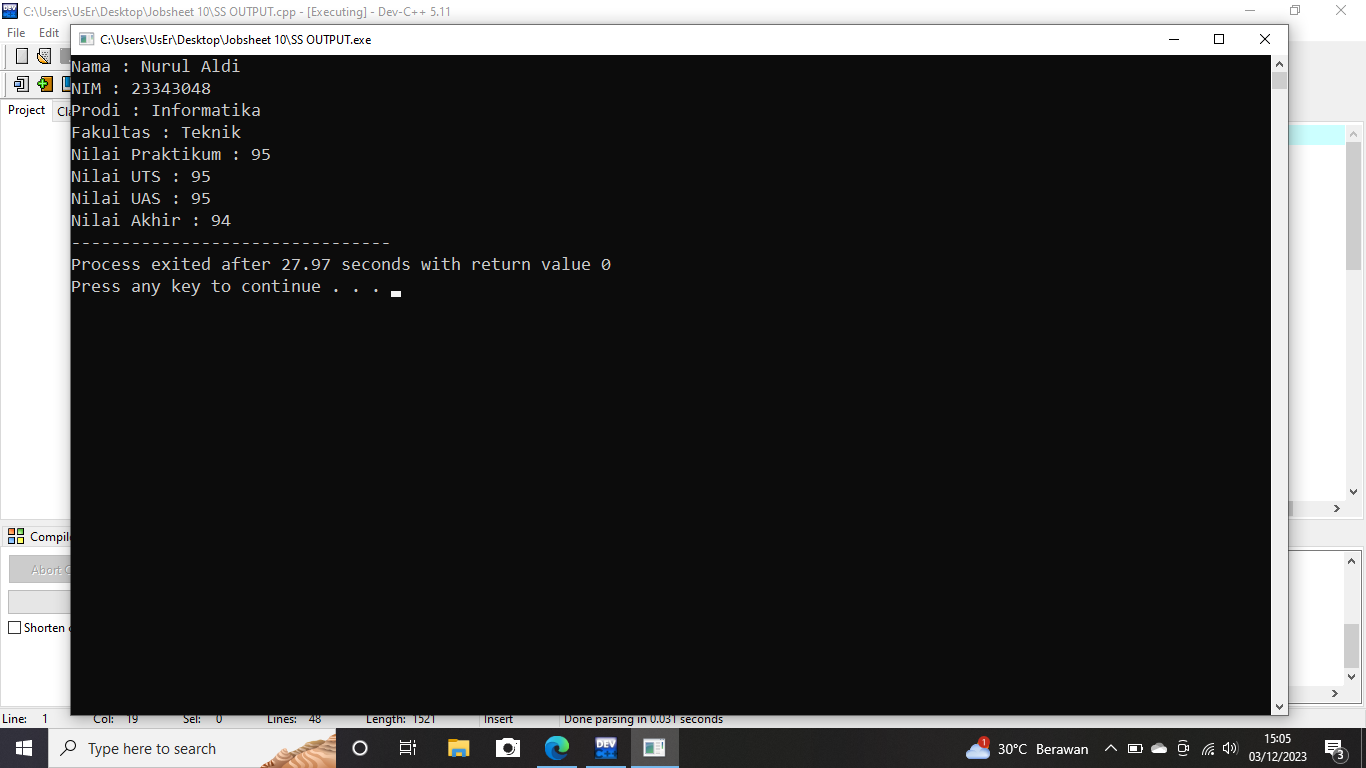 C:\Users\UsEr\Desktop\Jobsheet 10\SS OUTPUT.cpp - [Executing] - Dev-C++ 5.11
File Edit
C:\Users\UsEr\Desktop\Jobsheet 10\SS OUTPUT.exe
Project
Nama : Nurul Aldi
NIM : 23343048
Prodi : Informatika
Fakultas : Teknik
Nilai Praktikum : 95
Nilai UTS : 95
Nilai UAS : 95
Nilai Akhir : 94
--------------------------------
Process exited after 27.97 seconds with return value 0
Press any key to continue . . .
Abort
Shorten
Line: 1 Col: 19 Sel: 0 Lines: 48 Length: 1521 Insert Done parsing in 0.031 seconds
Type here to search
DEV
1
30°C Berawan
15:05
03/12/2023
3